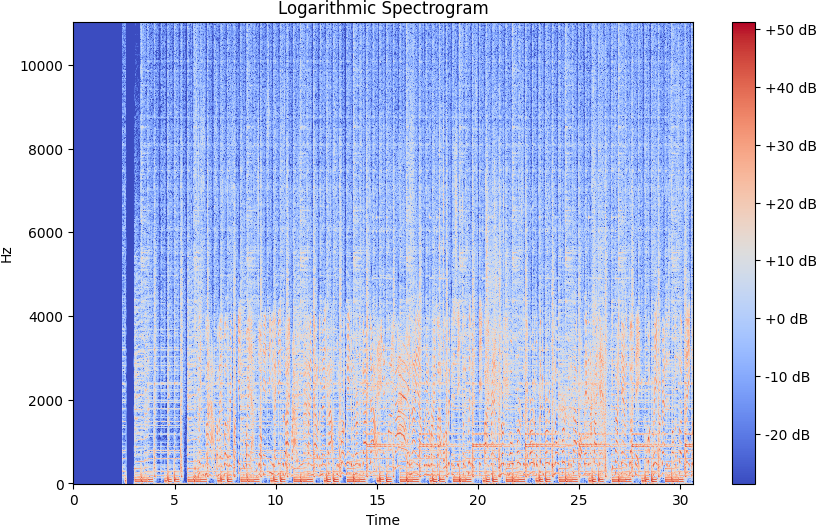 Logarithmic Spectrogram
Hz
10000
8000
6000
4000
2000
0
0 5 10 15 20 25 30
Time
+50 dB
+40 dB
+30 dB
+20 dB
+10 dB
+0 dB
-10 dB
-20 dB